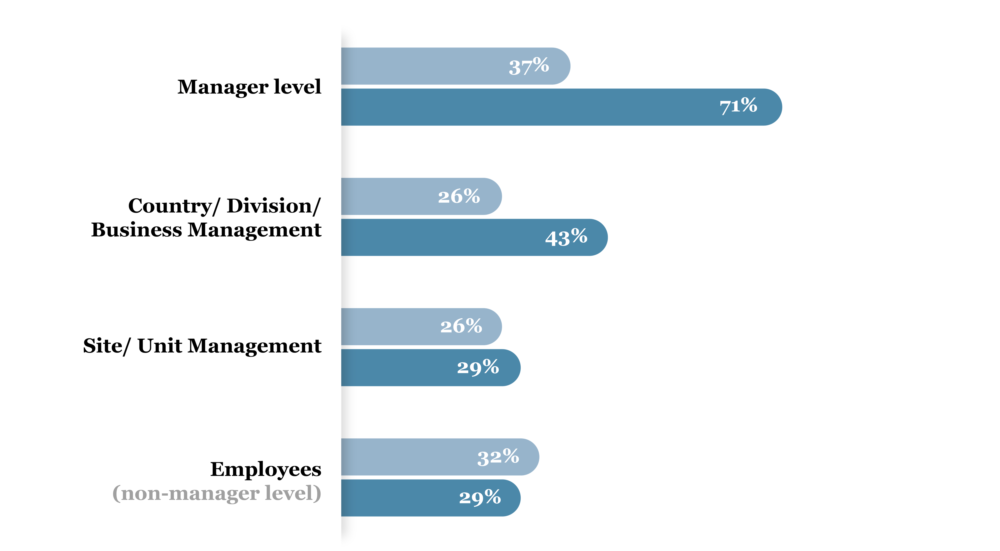 Manager level
37%
71%
Country/ Division/
Business Management
26%
43%
Site/ Unit Management
26%
29%
Employees
(non-manager level)
32%
29%